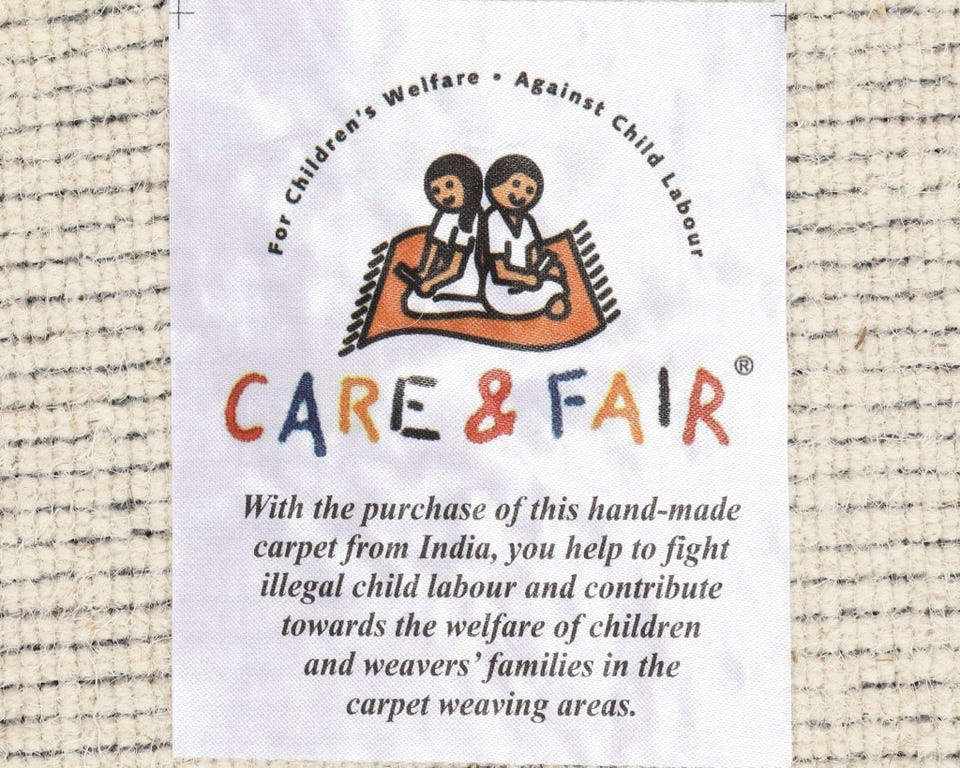 For Children's Welfare • Against Child Labour
CARE & FAIR®
With the purchase of this hand-made
carpet from India, you help to fight
illegal child labour and contribute
towards the welfare of children
and weavers' families in the
carpet weaving areas.